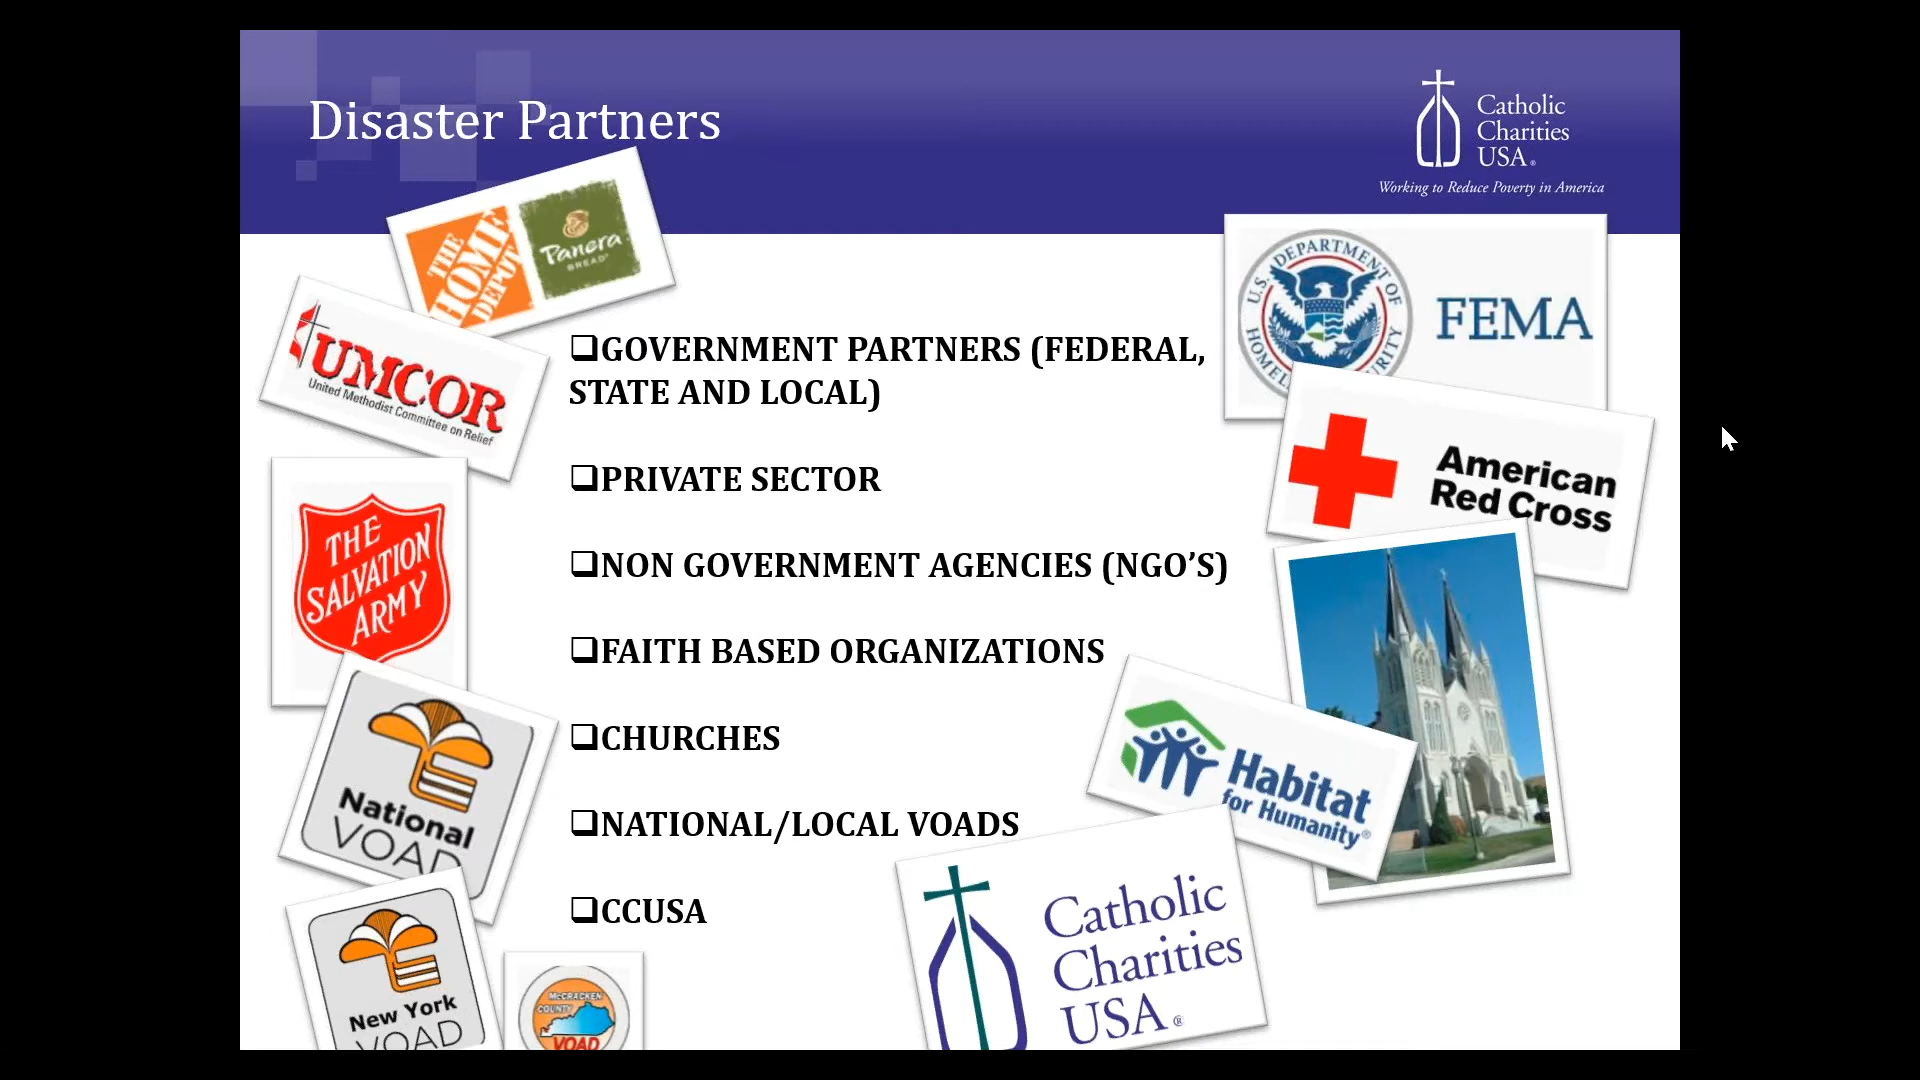 Disaster Partners
Catholic
Charities
USA®
Working to Reduce Poverty in America
THE
HOME
DEPOT
Panera
BREAD®
UMCOR
United Methodist Committee on Relief
THE
SALVATION
ARMY
National
VOAD
New York
VOAD
McCRACKEN
COUNTY
VOAD
❑GOVERNMENT PARTNERS (FEDERAL,
STATE AND LOCAL)
❑PRIVATE SECTOR
❑NON GOVERNMENT AGENCIES (NGO’S)
❑FAITH BASED ORGANIZATIONS
❑CHURCHES
❑NATIONAL/LOCAL VOADS
❑CCUSA
U.S. DEPARTMENT OF
FEMA
American
Red Cross
Habitat
for Humanity®
Catholic
Charities
USA®